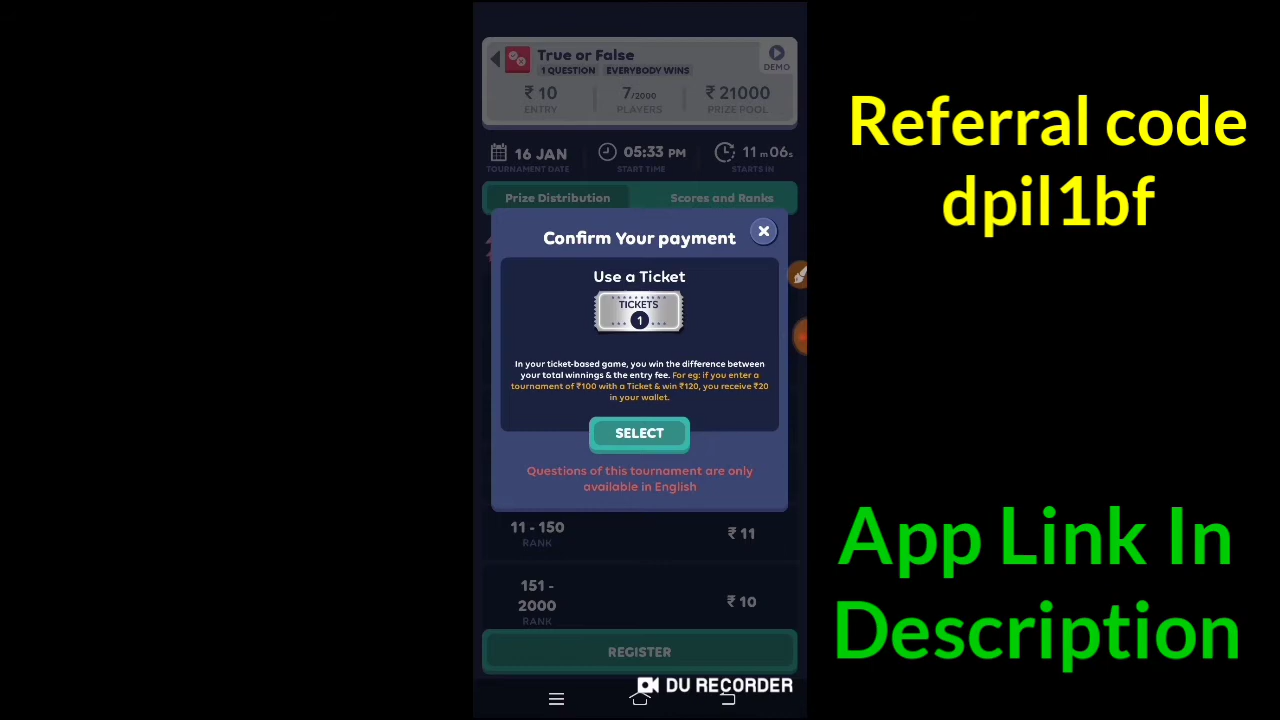 True or False
DEMO
1 QUESTION EVERYBODY WINS
₹ 10 7/2000 ₹ 21000
ENTRY PLAYERS PRIZE POOL
16 JAN 05:33 PM 11 m 06s
TOURNAMENT DATE START TIME STARTS IN
Prize Distribution Scores and Ranks
Confirm Your payment
Use a Ticket
TICKETS
1
In your ticket-based game, you win the difference between
your total winnings & the entry fee. For eg: if you enter a
tournament of ₹100 with a Ticket & win ₹120, you receive ₹20
in your wallet.
SELECT
Questions of this tournament are only
available in English
11 - 150 ₹ 11
RANK
151 -
2000 ₹ 10
RANK
REGISTER
DU RECORDER
Referral code
dpil1bf
App Link In
Description